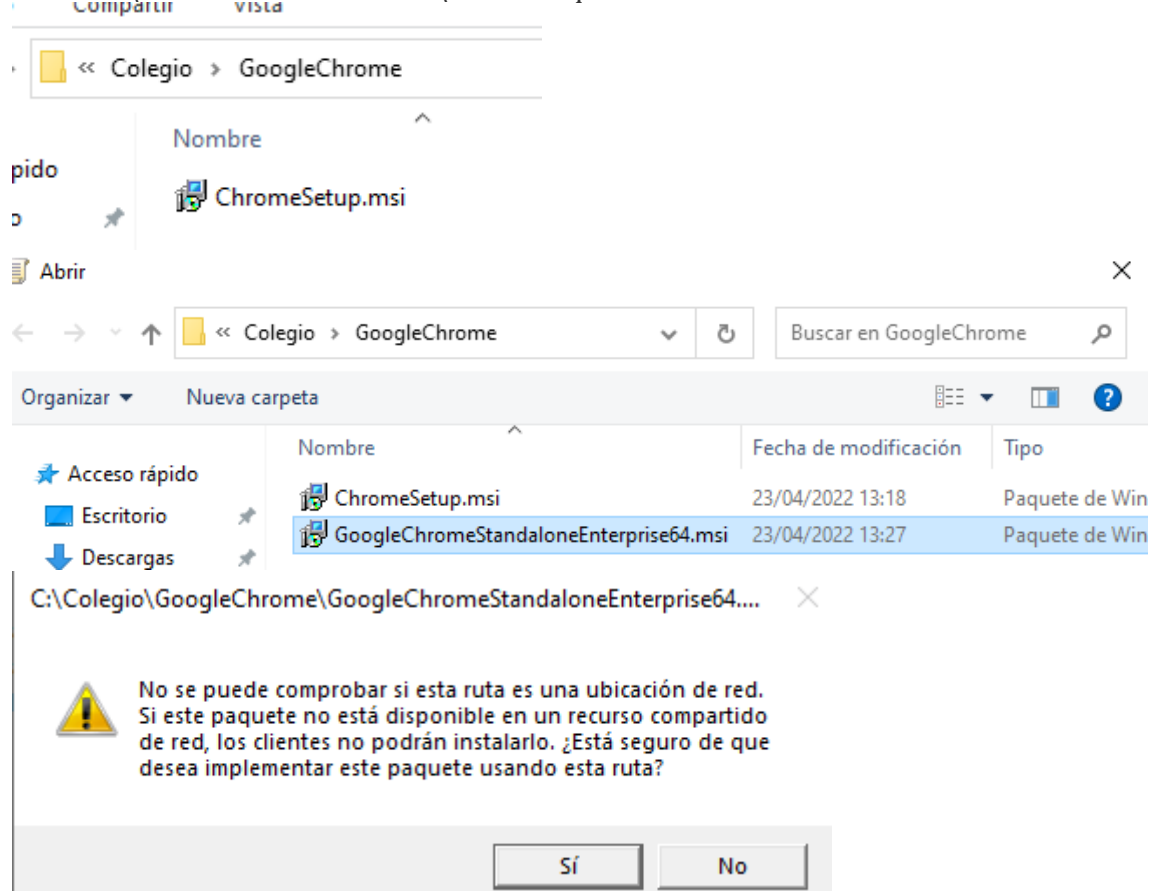 Compartir Vista
« Colegio > GoogleChrome
Nombre
pido
ChromeSetup.msi
o
Abrir
« Colegio > GoogleChrome
Buscar en GoogleChrome
Organizar Nueva carpeta
Nombre Fecha de modificación Tipo
Acceso rápido
ChromeSetup.msi 23/04/2022 13:18 Paquete de Win
Escritorio
GoogleChromeStandaloneEnterprise64.msi 23/04/2022 13:27 Paquete de Win
Descargas
C:\Colegio\GoogleChrome\GoogleChromeStandaloneEnterprise64....
No se puede comprobar si esta ruta es una ubicación de red.
Si este paquete no está disponible en un recurso compartido
de red, los clientes no podrán instalarlo. ¿Está seguro de que
desea implementar este paquete usando esta ruta?
Sí No